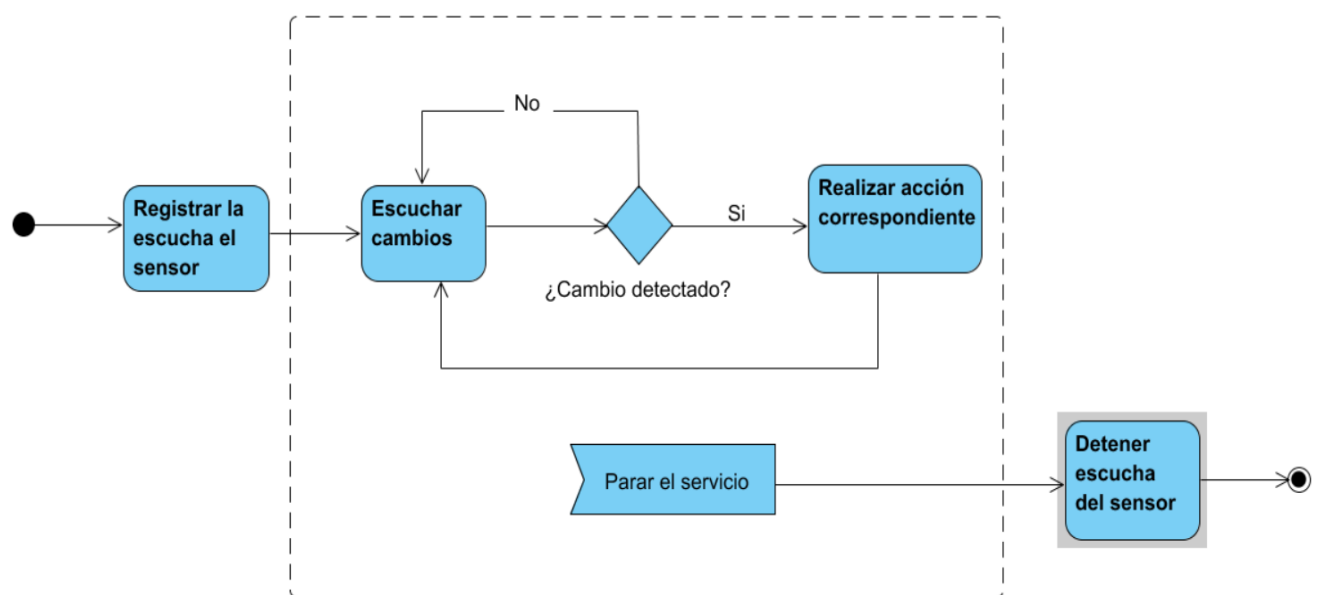 No
Registrar la
escucha el
sensor
Escuchar
cambios
Si
Realizar acción
correspondiente
¿Cambio detectado?
Parar el servicio
Detener
escucha
del sensor